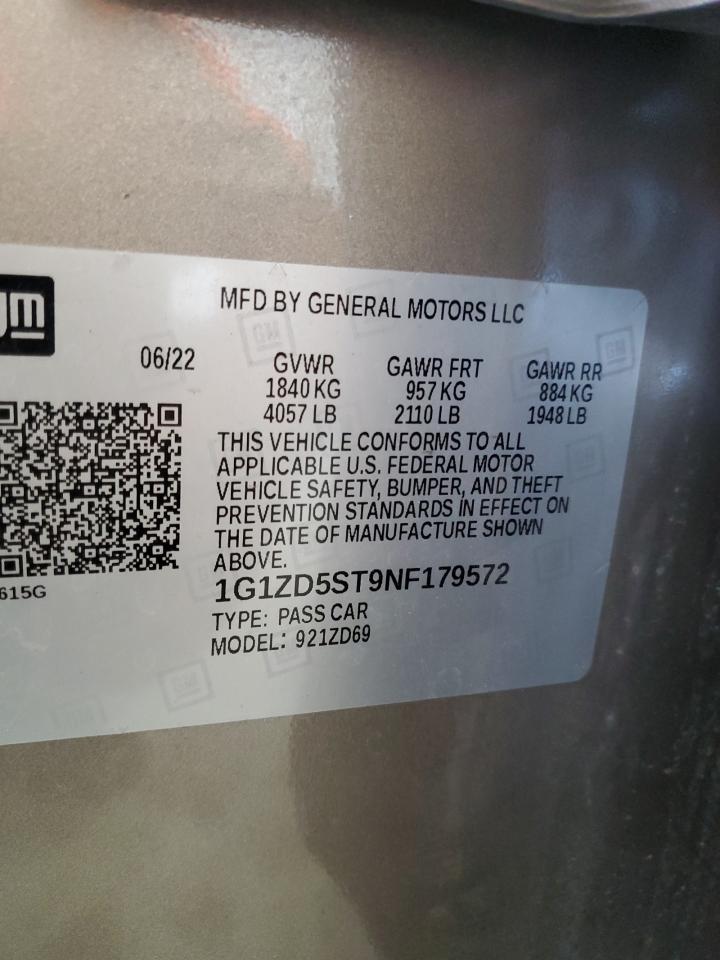 gm
MFD BY GENERAL MOTORS LLC
06/22
GVWR GAWR FRT GAWR RR
1840 KG 957 KG 884 KG
4057 LB 2110 LB 1948 LB
THIS VEHICLE CONFORMS TO ALL
APPLICABLE U.S. FEDERAL MOTOR
VEHICLE SAFETY, BUMPER, AND THEFT
PREVENTION STANDARDS IN EFFECT ON
THE DATE OF MANUFACTURE SHOWN
ABOVE.
1G1ZD5ST9NF179572
615G
TYPE: PASS CAR
MODEL: 921ZD69